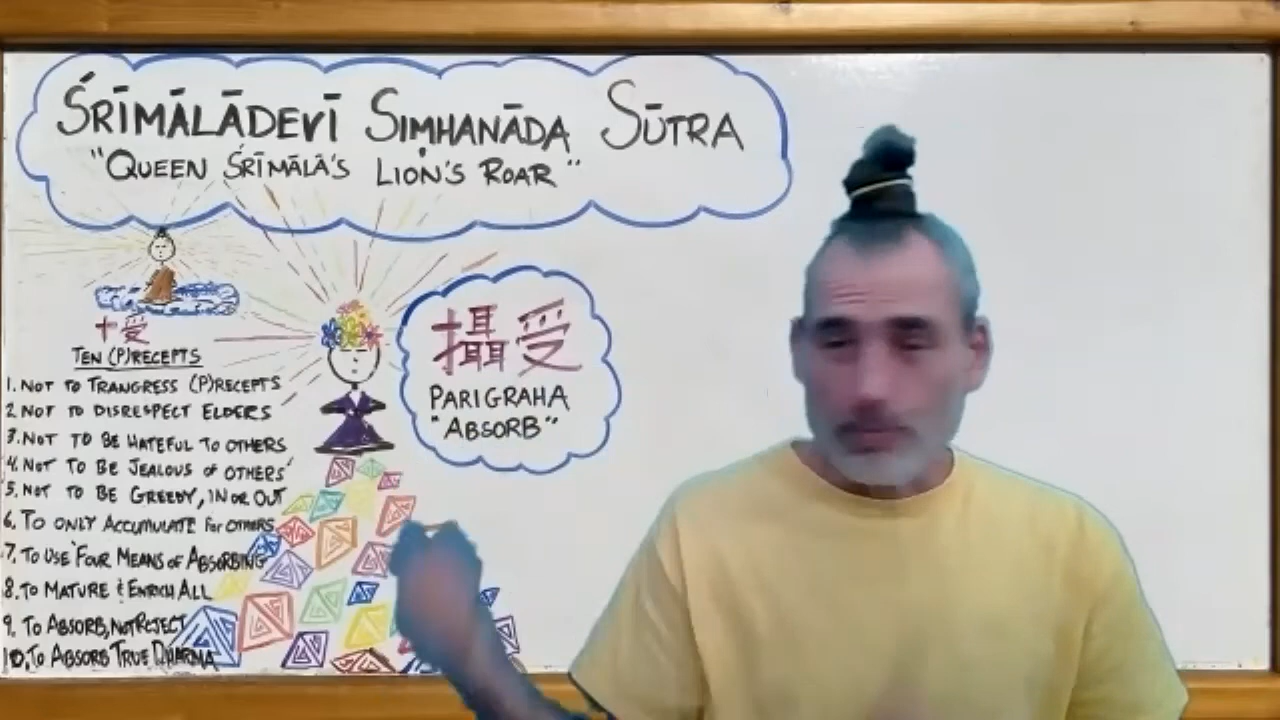 ŚRĪMĀLĀDEVĪ SIṂHANĀDA SŪTRA
"QUEEN ŚRĪMĀLĀ'S LION'S ROAR"
十受
TEN (P)RECEPTS
1. NOT TO TRANGRESS (P)RECEPTS
2. NOT TO DISRESPECT ELDERS
3. NOT TO BE HATEFUL TO OTHERS
4. NOT TO BE JEALOUS OF OTHERS'
5. NOT TO BE GREEDY, IN OR OUT
6. TO ONLY ACCUMULATE FOR OTHERS
7. TO USE 'FOUR MEANS OF ABSORBING'
8. TO MATURE & ENRICH ALL
9. TO ABSORB, NOT REJECT
10. TO ABSORB TRUE DHARMA
攝受
PARIGRAHA
"ABSORB"